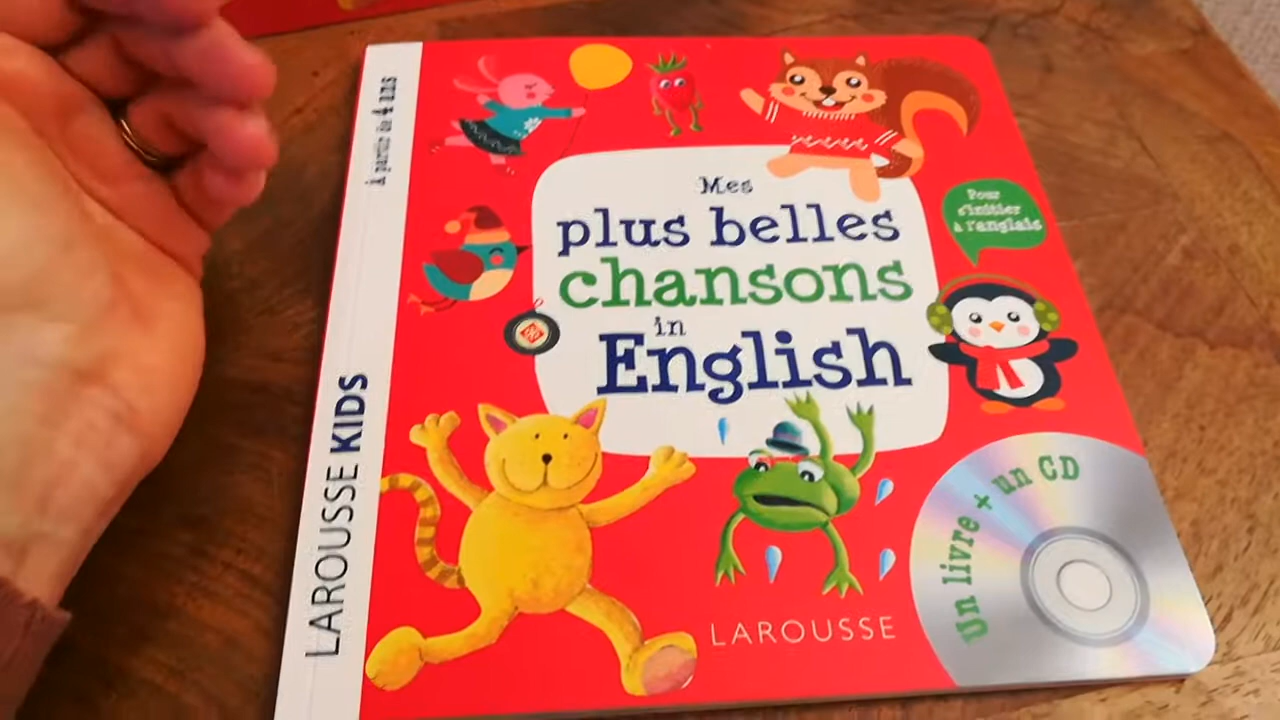 à partir de 4 ans
LAROUSSE KIDS
Mes
plus belles
chansons
in
English
Pour
s'initier
à l'anglais
Un livre + un CD
LAROUSSE